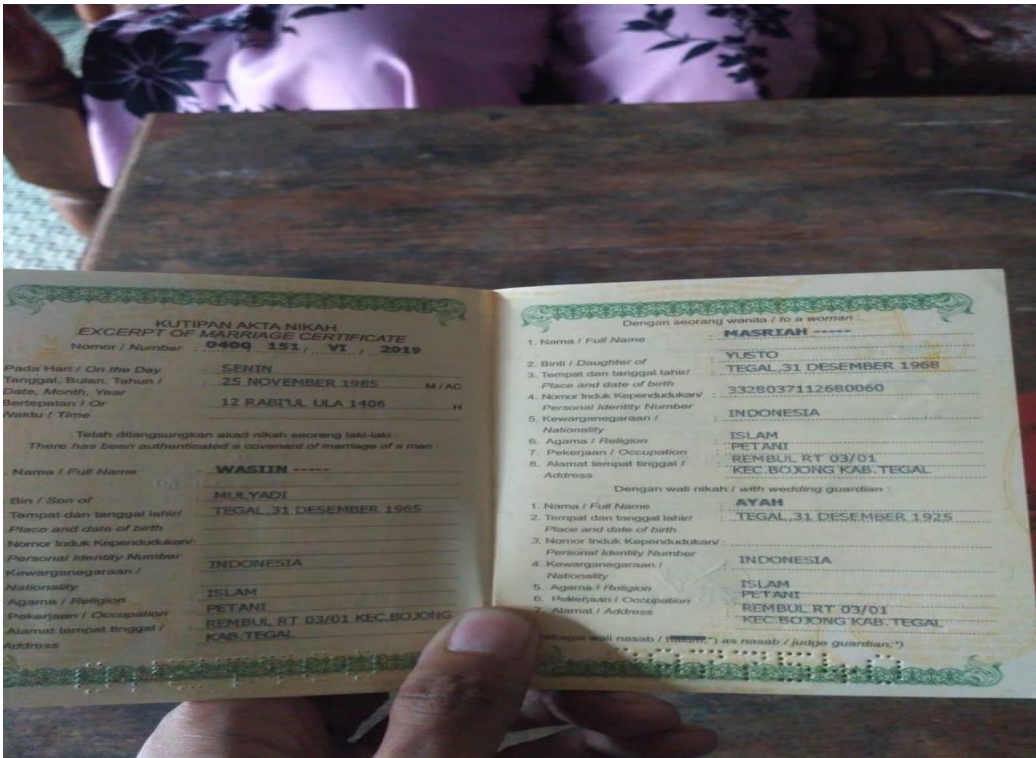 KUTIPAN AKTA NIKAH
EXCERPT OF MARRIAGE CERTIFICATE
Nomor / Number : 0400 151 / VI / 2019
Pada Hari / On the Day : SENIN
Tanggal, Bulan, Tahun / : 25 NOVEMBER 1985 M / AC
Date, Month, Year
Bertepatan / Or : 12 RABI'UL ULA 1406 H
Waktu / Time :
Telah dilangsungkan akad nikah seorang laki-laki :
There has been authenticated a covenant of marriage of a man :
. Nama / Full Name : WASIIN -----
Bin / Son of : MULYADI
Tempat dan tanggal lahir/ : TEGAL,31 DESEMBER 1965
Place and date of birth
Nomor Induk Kependudukan/ :
Personal Identity Number
Kewarganegaraan / : INDONESIA
Nationality
Agama / Religion : ISLAM
Pekerjaan / Occupation : PETANI
Alamat tempat tinggal / : REMBUL RT 03/01 KEC.BOJONG
Address KAB.TEGAL
Dengan seorang wanita / to a woman :
1. Nama / Full Name : MASRIAH -----
2. Binti / Daughter of : YUSTO
3. Tempat dan tanggal lahir/ : TEGAL,31 DESEMBER 1968
Place and date of birth
4. Nomor Induk Kependudukan/ : 3328037112680060
Personal Identity Number
5. Kewarganegaraan / : INDONESIA
Nationality
6. Agama / Religion : ISLAM
7. Pekerjaan / Occupation : PETANI
8. Alamat tempat tinggal / : REMBUL RT 03/01
Address KEC.BOJONG KAB.TEGAL
Dengan wali nikah / with wedding guardian :
1. Nama / Full Name : AYAH
2. Tempat dan tanggal lahir/ : TEGAL,31 DESEMBER 1925
Place and date of birth
3. Nomor Induk Kependudukan/ :
Personal Identity Number
4. Kewarganegaraan / : INDONESIA
Nationality
5. Agama / Religion : ISLAM
6. Pekerjaan / Occupation : PETANI
7. Alamat / Address : REMBUL RT 03/01
KEC.BOJONG KAB.TEGAL
Sebagai wali nasab / *) as nasab / judge guardian,*)